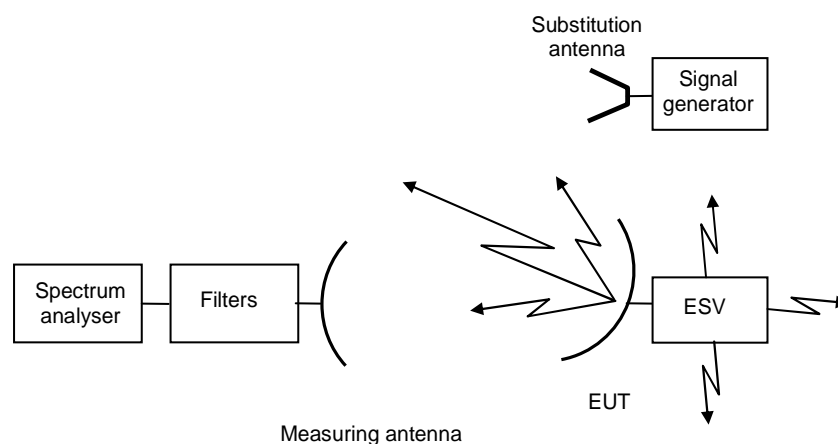 Substitution
antenna
Signal
generator
Spectrum
analyser
Filters
ESV
EUT
Measuring antenna